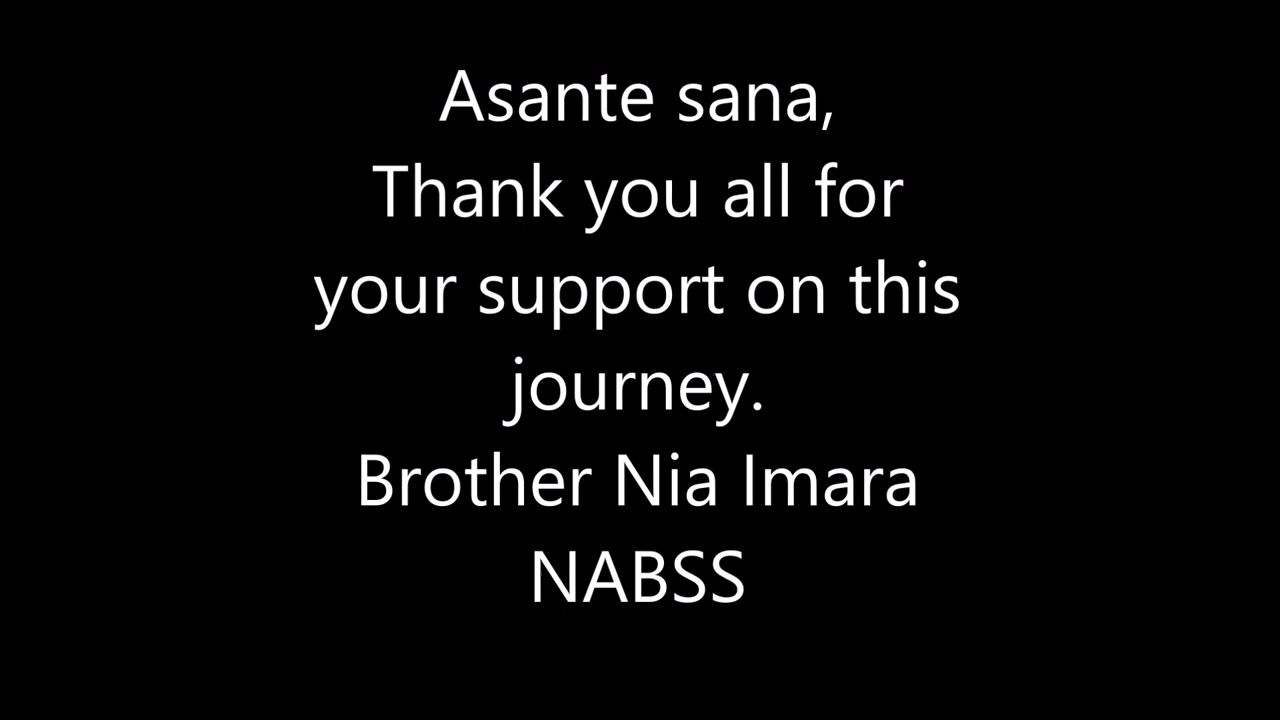 Asante sana,
Thank you all for
your support on this
journey.
Brother Nia Imara
NABSS